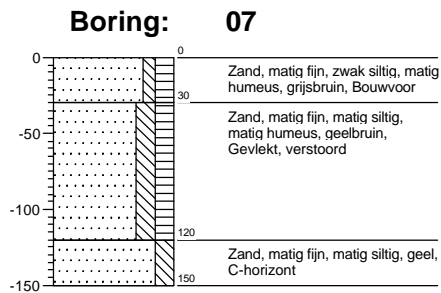 Boring: 07
0
0
Zand, matig fijn, zwak siltig, matig
humeus, grijsbruin, Bouwvoor
30
Zand, matig fijn, matig siltig,
matig humeus, geelbruin,
Gevlekt, verstoord
-50
-100
120
Zand, matig fijn, matig siltig, geel,
C-horizont
-150
150